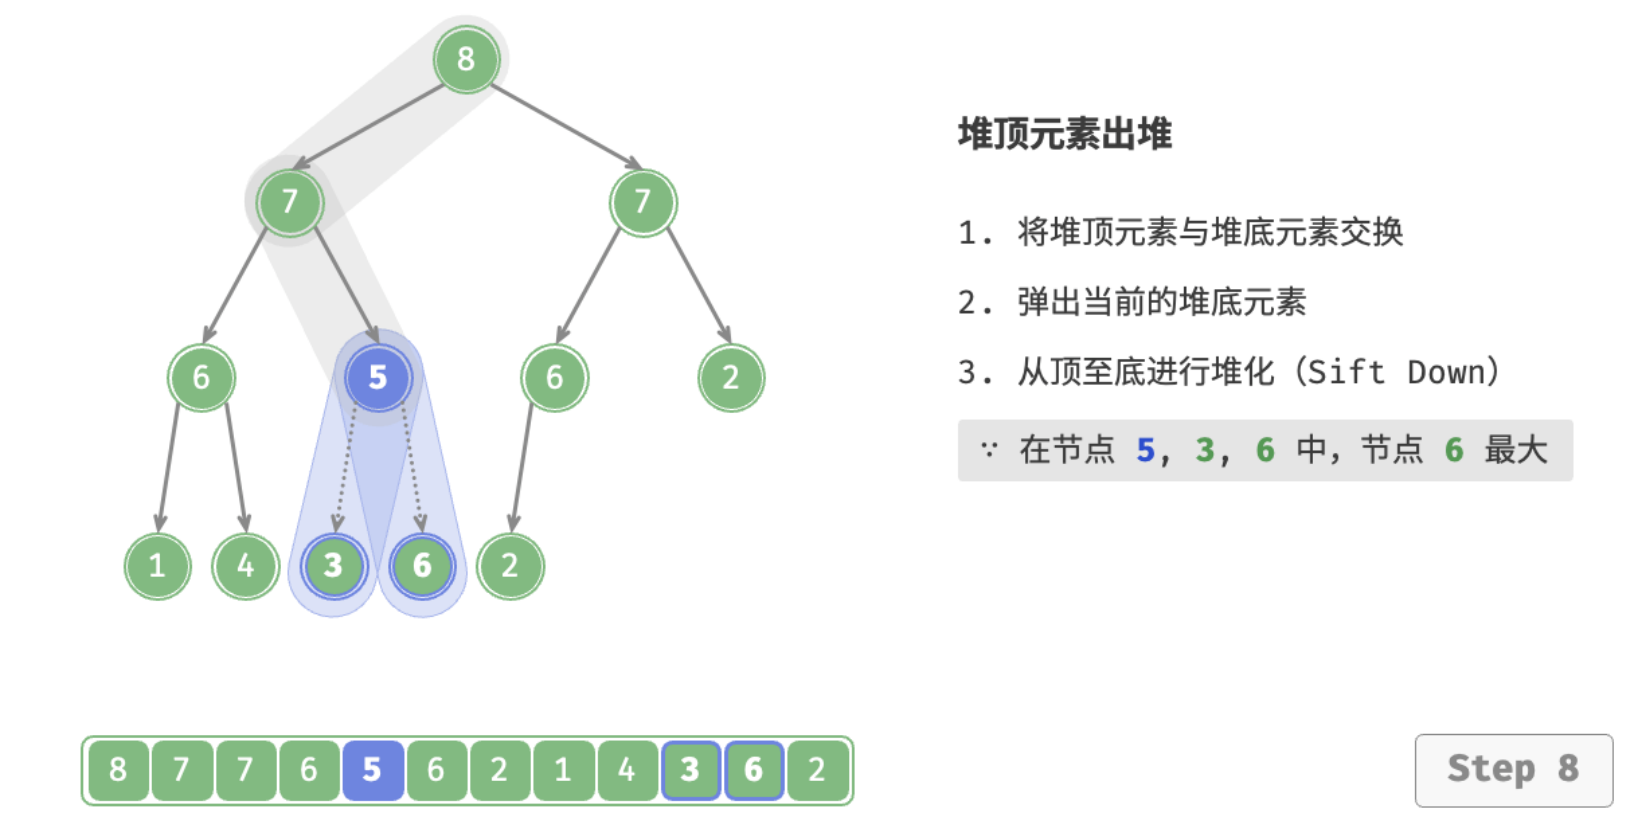 8
堆顶元素出堆
7 7
1. 将堆顶元素与堆底元素交换
2. 弹出当前的堆底元素
6 5 6 2
3. 从顶至底进行堆化（Sift Down）
∵ 在节点 5, 3, 6 中，节点 6 最大
1 4 3 6 2
8 7 7 6 5 6 2 1 4 3 6 2
Step 8